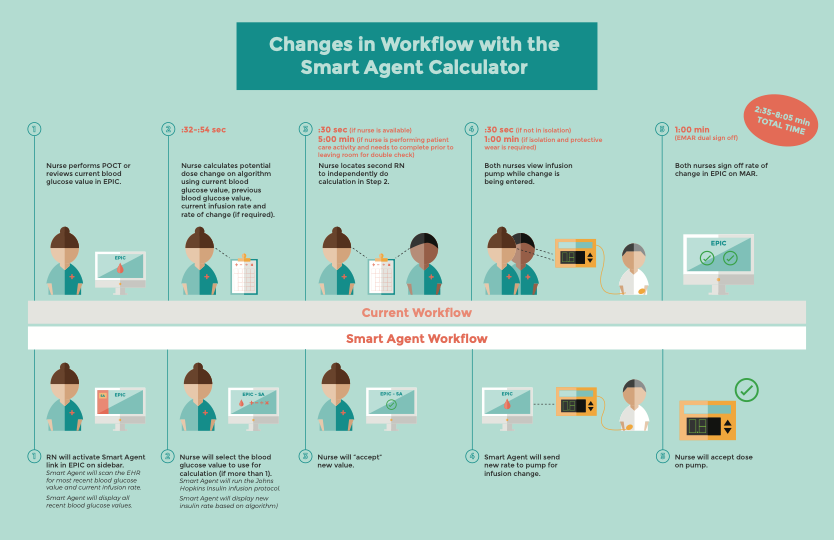 Changes in Workflow with the
Smart Agent Calculator
2:35-8:05 min
TOTAL TIME
1
Nurse performs POCT or
reviews current blood
glucose value in EPIC.
2
:32-:54 sec
Nurse calculates potential
dose change on algorithm
using current blood
glucose value, previous
blood glucose value,
current infusion rate and
rate of change (if required).
3
:30 sec (if nurse is available)
5:00 min (if nurse is performing patient
care activity and needs to complete prior to
leaving room for double check)
Nurse locates second RN
to independently do
calculation in Step 2.
4
:30 sec (if not in isolation)
1:00 min (if isolation and protective
wear is required)
Both nurses view infusion
pump while change is
being entered.
5
1:00 min
(EMAR dual sign off)
Both nurses sign off rate of
change in EPIC on MAR.
EPIC
EPIC
Current Workflow
Smart Agent Workflow
SA
EPIC
EPIC - SA
EPIC - SA
EPIC
1
RN will activate Smart Agent
link in EPIC on sidebar.
Smart Agent will scan the EHR
for most recent blood glucose
value and current infusion rate.
Smart Agent will display all
recent blood glucose values.
2
Nurse will select the blood
glucose value to use for
calculation (if more than 1).
Smart Agent will run the Johns
Hopkins insulin infusion protocol.
Smart Agent will display new
insulin rate based on algorithm)
3
Nurse will "accept"
new value.
4
Smart Agent will send
new rate to pump for
infusion change.
5
Nurse will accept dose
on pump.